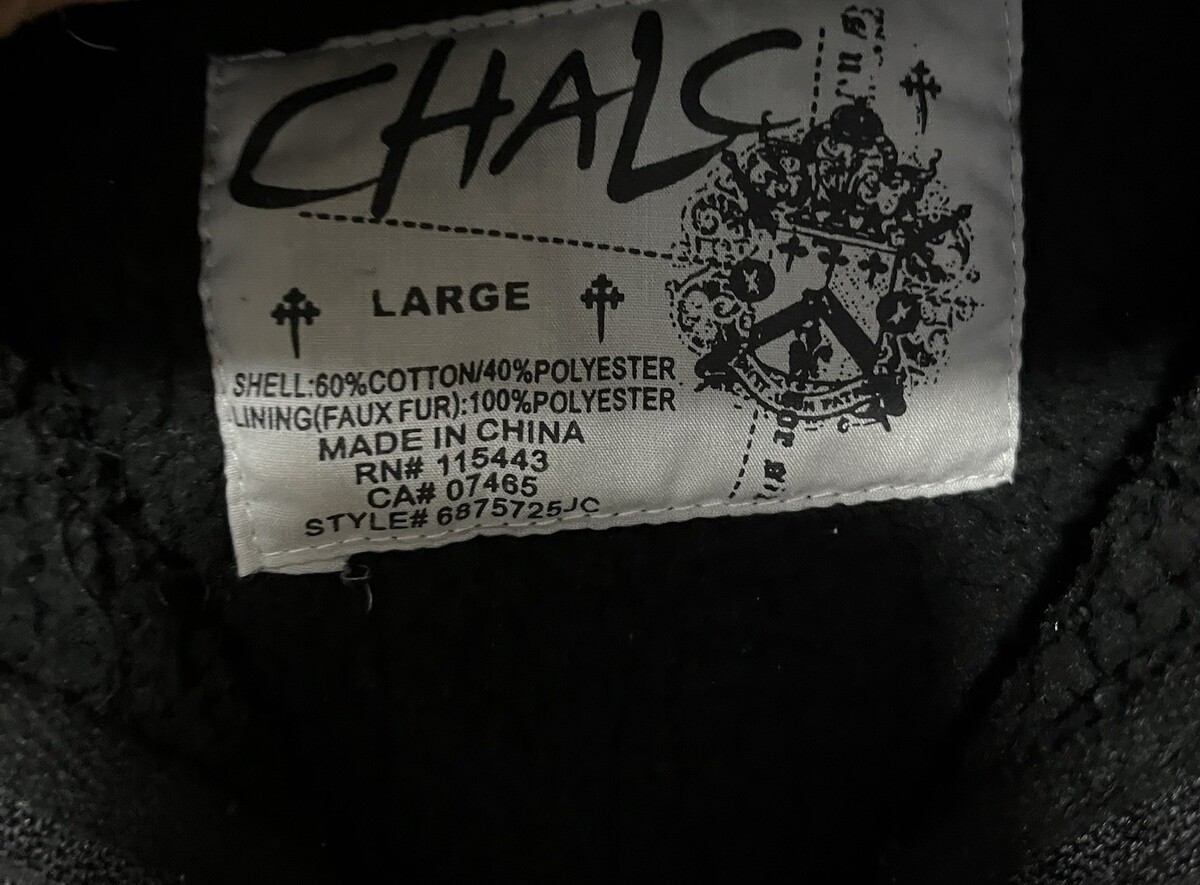 CHALC
LARGE
SHELL:60%COTTON/40%POLYESTER
LINING(FAUX FUR):100%POLYESTER
MADE IN CHINA
RN# 115443
CA# 07465
STYLE# 6875725JC